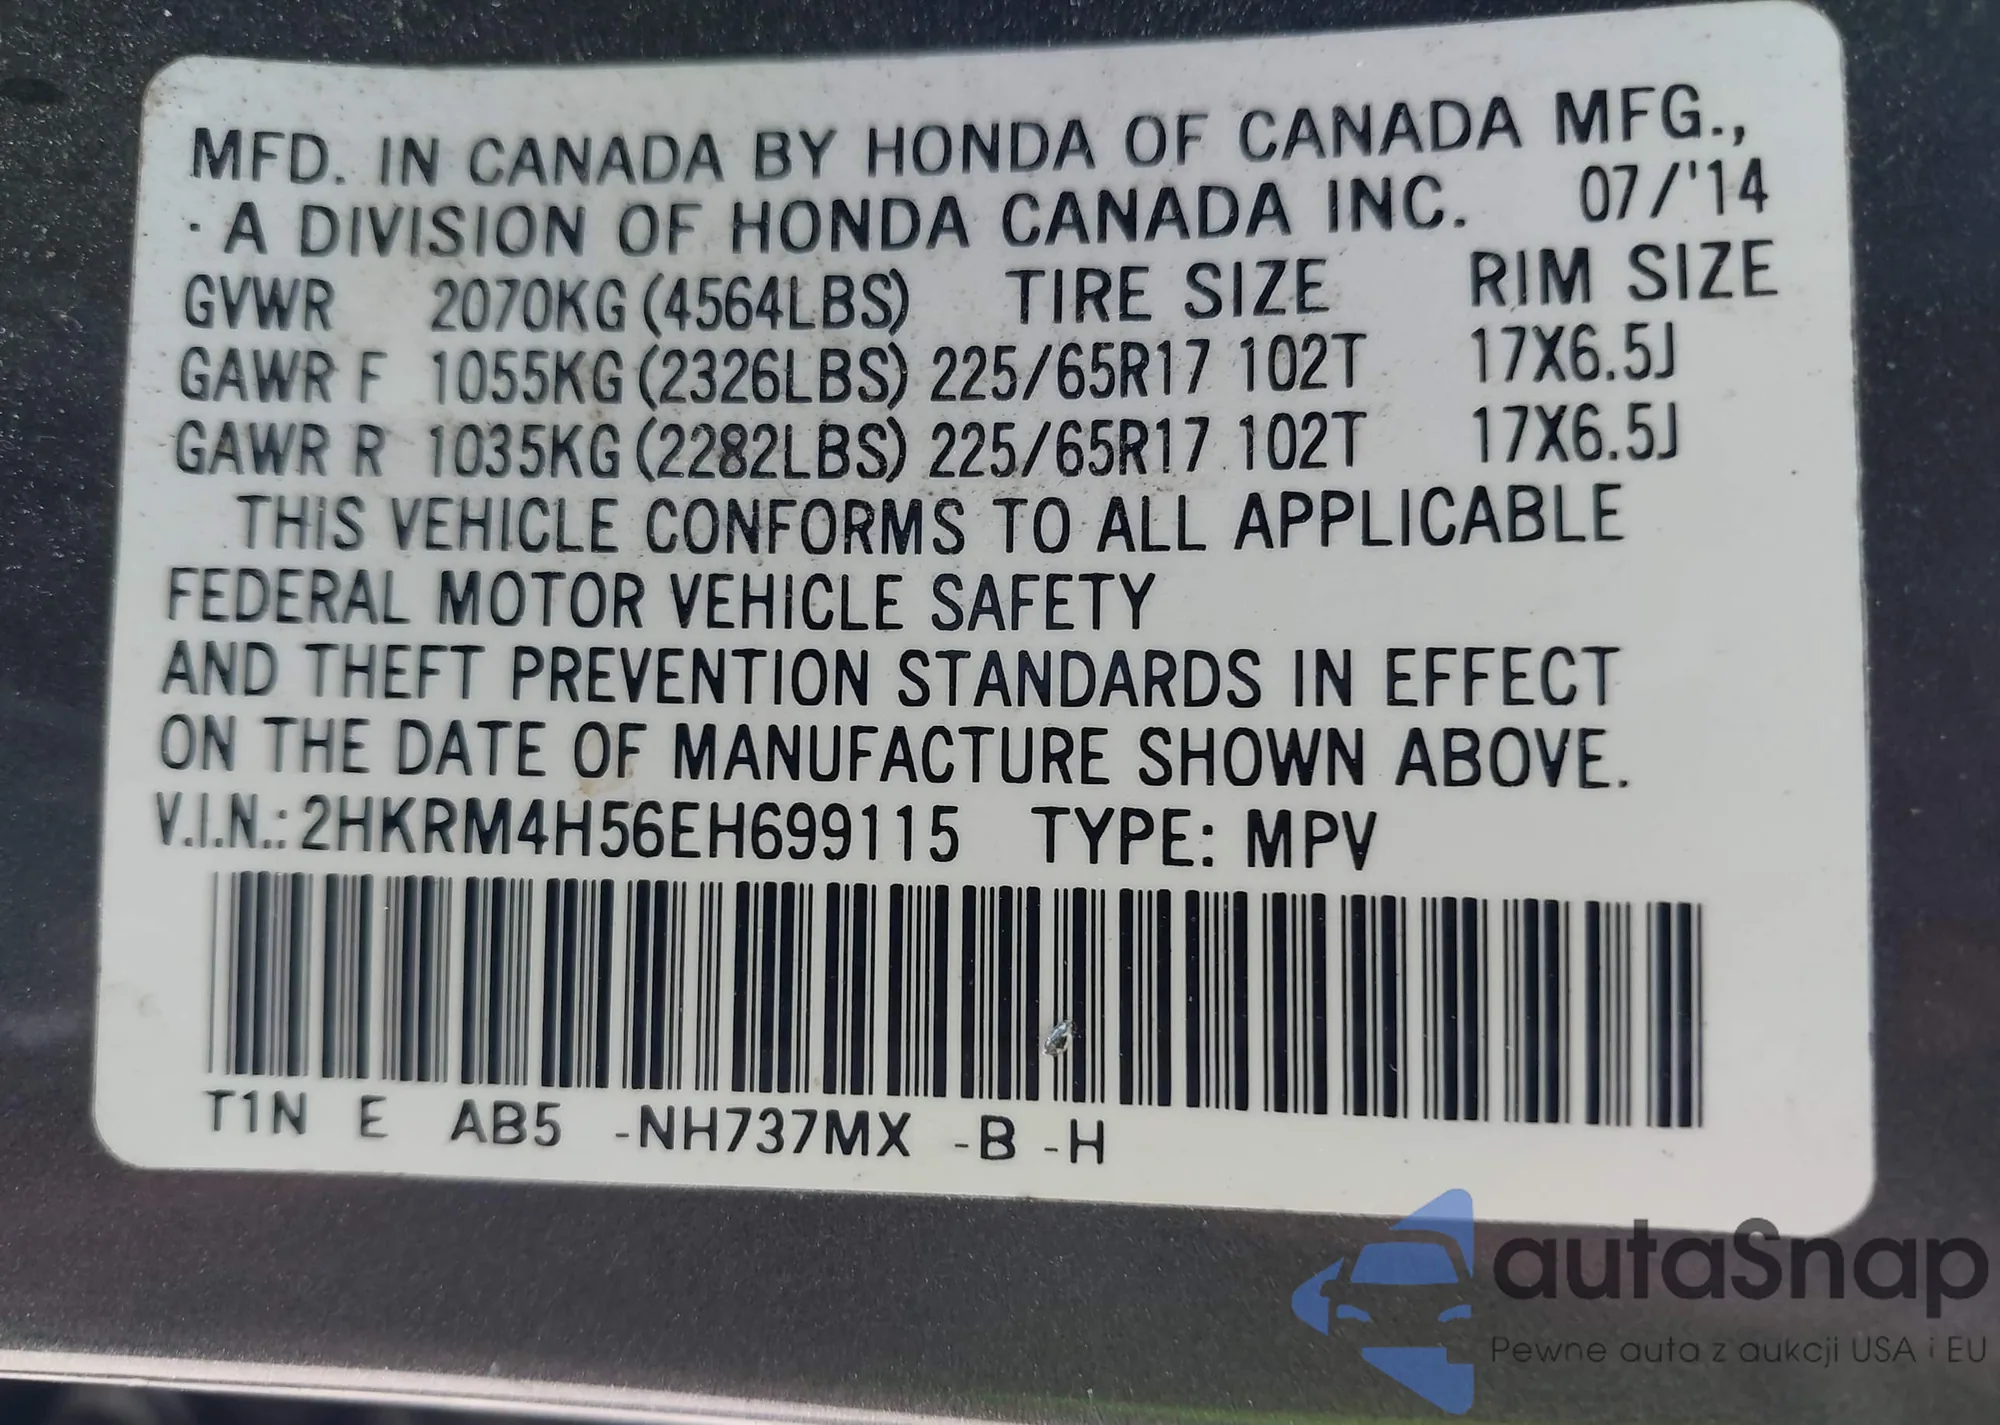 MFD. IN CANADA BY HONDA OF CANADA MFG.,
A DIVISION OF HONDA CANADA INC. 07/'14
GVWR 2070KG (4564LBS) TIRE SIZE RIM SIZE
GAWR F 1055KG (2326LBS) 225/65R17 102T 17X6.5J
GAWR R 1035KG (2282LBS) 225/65R17 102T 17X6.5J
THIS VEHICLE CONFORMS TO ALL APPLICABLE
FEDERAL MOTOR VEHICLE SAFETY
AND THEFT PREVENTION STANDARDS IN EFFECT
ON THE DATE OF MANUFACTURE SHOWN ABOVE.
V.I.N.: 2HKRM4H56EH699115 TYPE: MPV
T1N E AB5 -NH737MX -B -H
autaSnap
Pewne auta z aukcji USA i EU